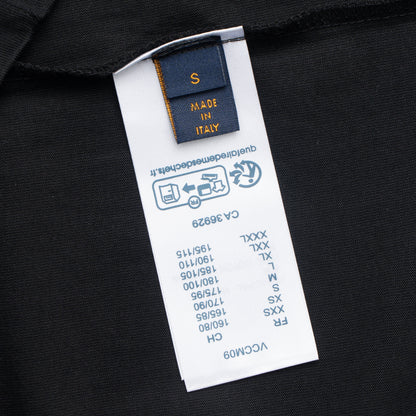 S
MADE
IN
ITALY
VCCM09
FR CH
XXS 160/80
XS 165/85
S 170/90
M 175/95
L 180/100
XL 185/105
XXL 190/110
XXXL 195/115
CA 36929
FR
quefairedemesdechets.fr